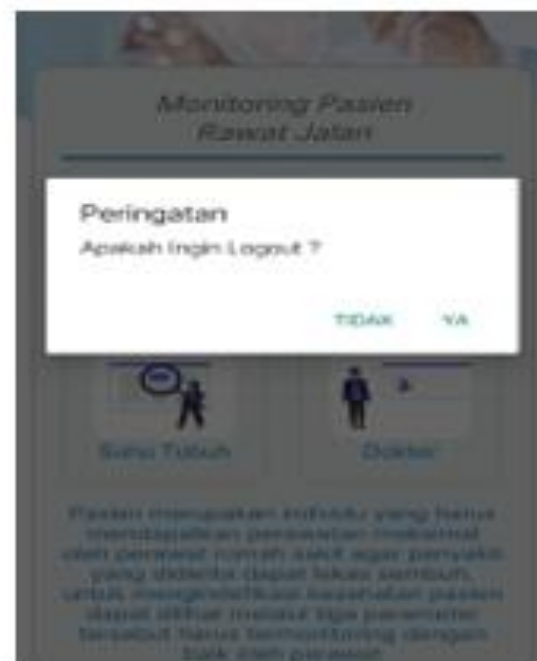 Monitoring Pasien
Rawat Jalan
Peringatan
Apakah Ingin Logout ?
TIDAK YA
Suhu Tubuh Dokter
Pasien merupakan individu yang harus
mendapatkan perawatan maksimal
oleh perawat rumah sakit agar penyakit
yang diderita dapat lekas sembuh,
untuk mengindefikasi kesehatan pasien
dapat dilihat melalui tiga parameter
tersebut harus termonitoring dengan
baik oleh perawat